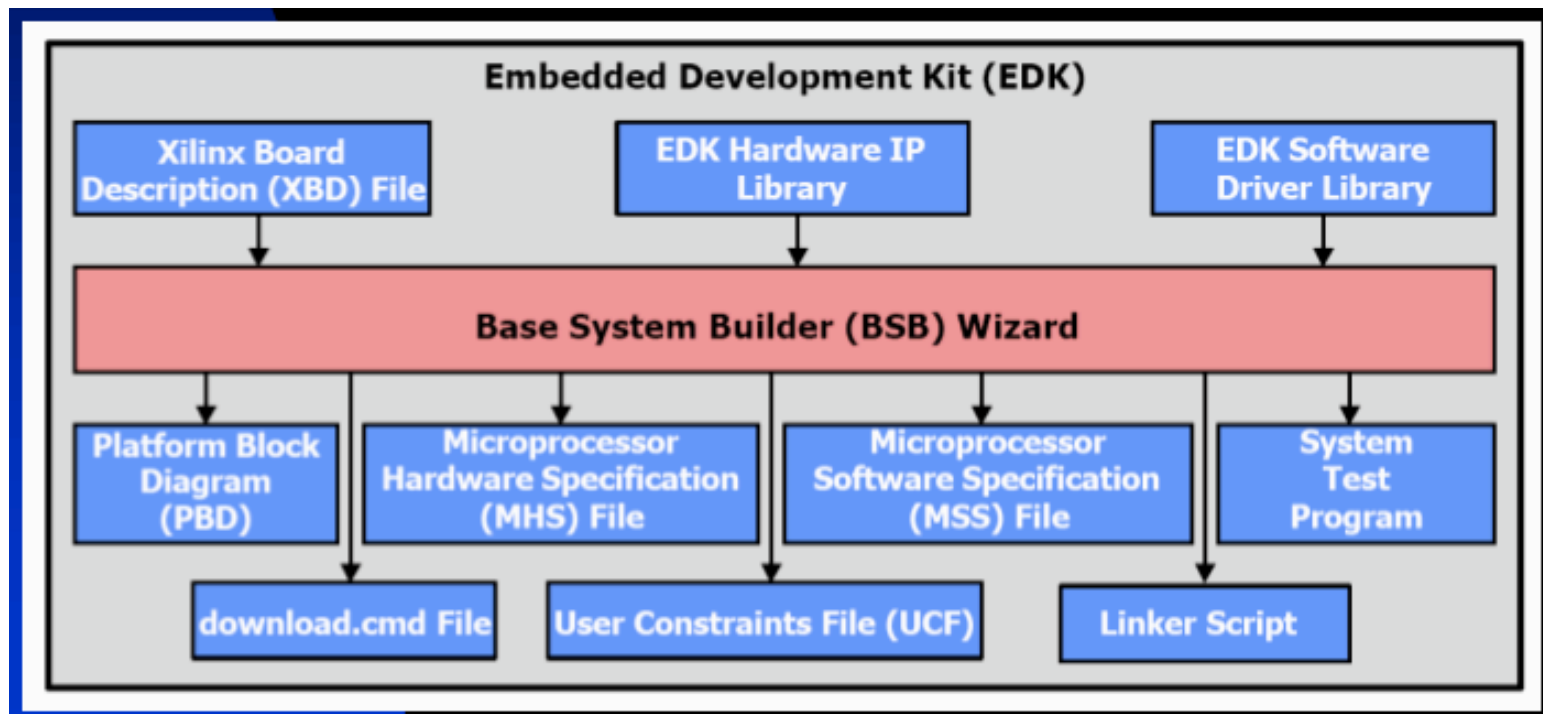 Embedded Development Kit (EDK)
Xilinx Board
Description (XBD) File
EDK Hardware IP
Library
EDK Software
Driver Library
Base System Builder (BSB) Wizard
Platform Block
Diagram
(PBD)
Microprocessor
Hardware Specification
(MHS) File
Microprocessor
Software Specification
(MSS) File
System
Test
Program
download.cmd File
User Constraints File (UCF)
Linker Script